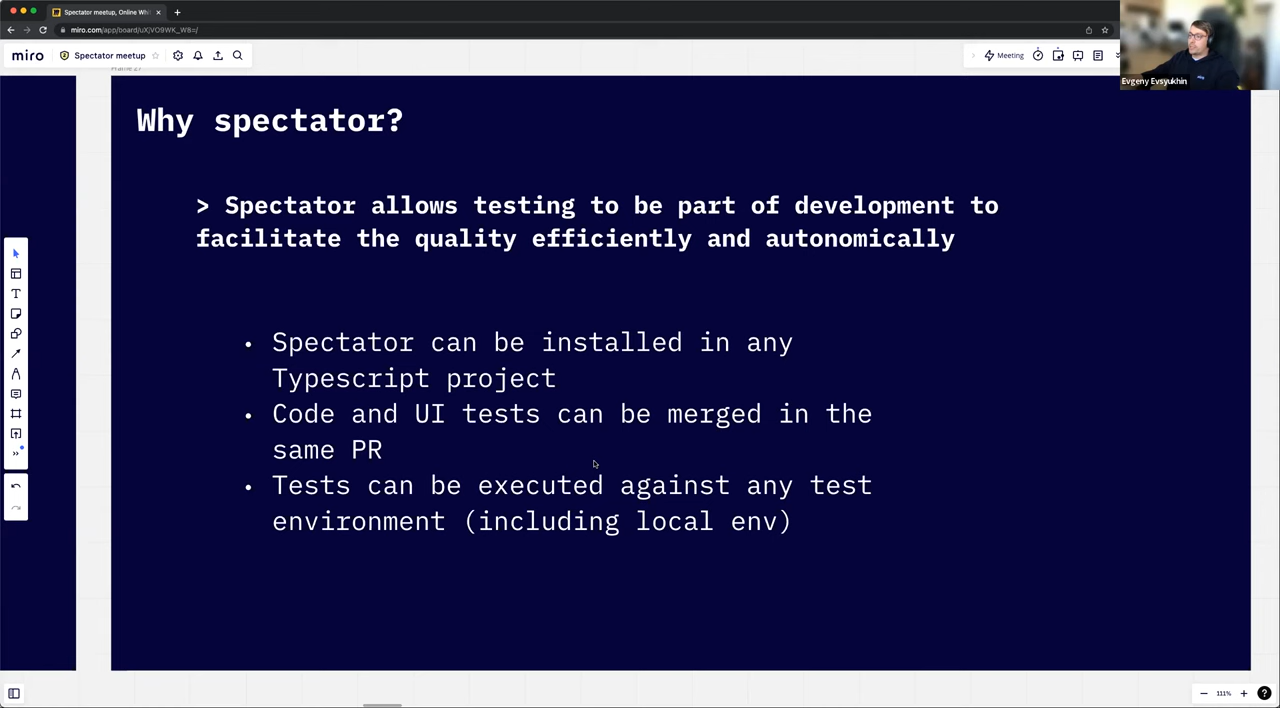 Spectator meetup, Online Whi
miro.com/app/board/uXjVO9WK_W8=/
miro
Spectator meetup
Meeting
Evgeny Evsyukhin
Why spectator?
> Spectator allows testing to be part of development to
facilitate the quality efficiently and autonomically
• Spectator can be installed in any
Typescript project
• Code and UI tests can be merged in the
same PR
• Tests can be executed against any test
environment (including local env)
111%